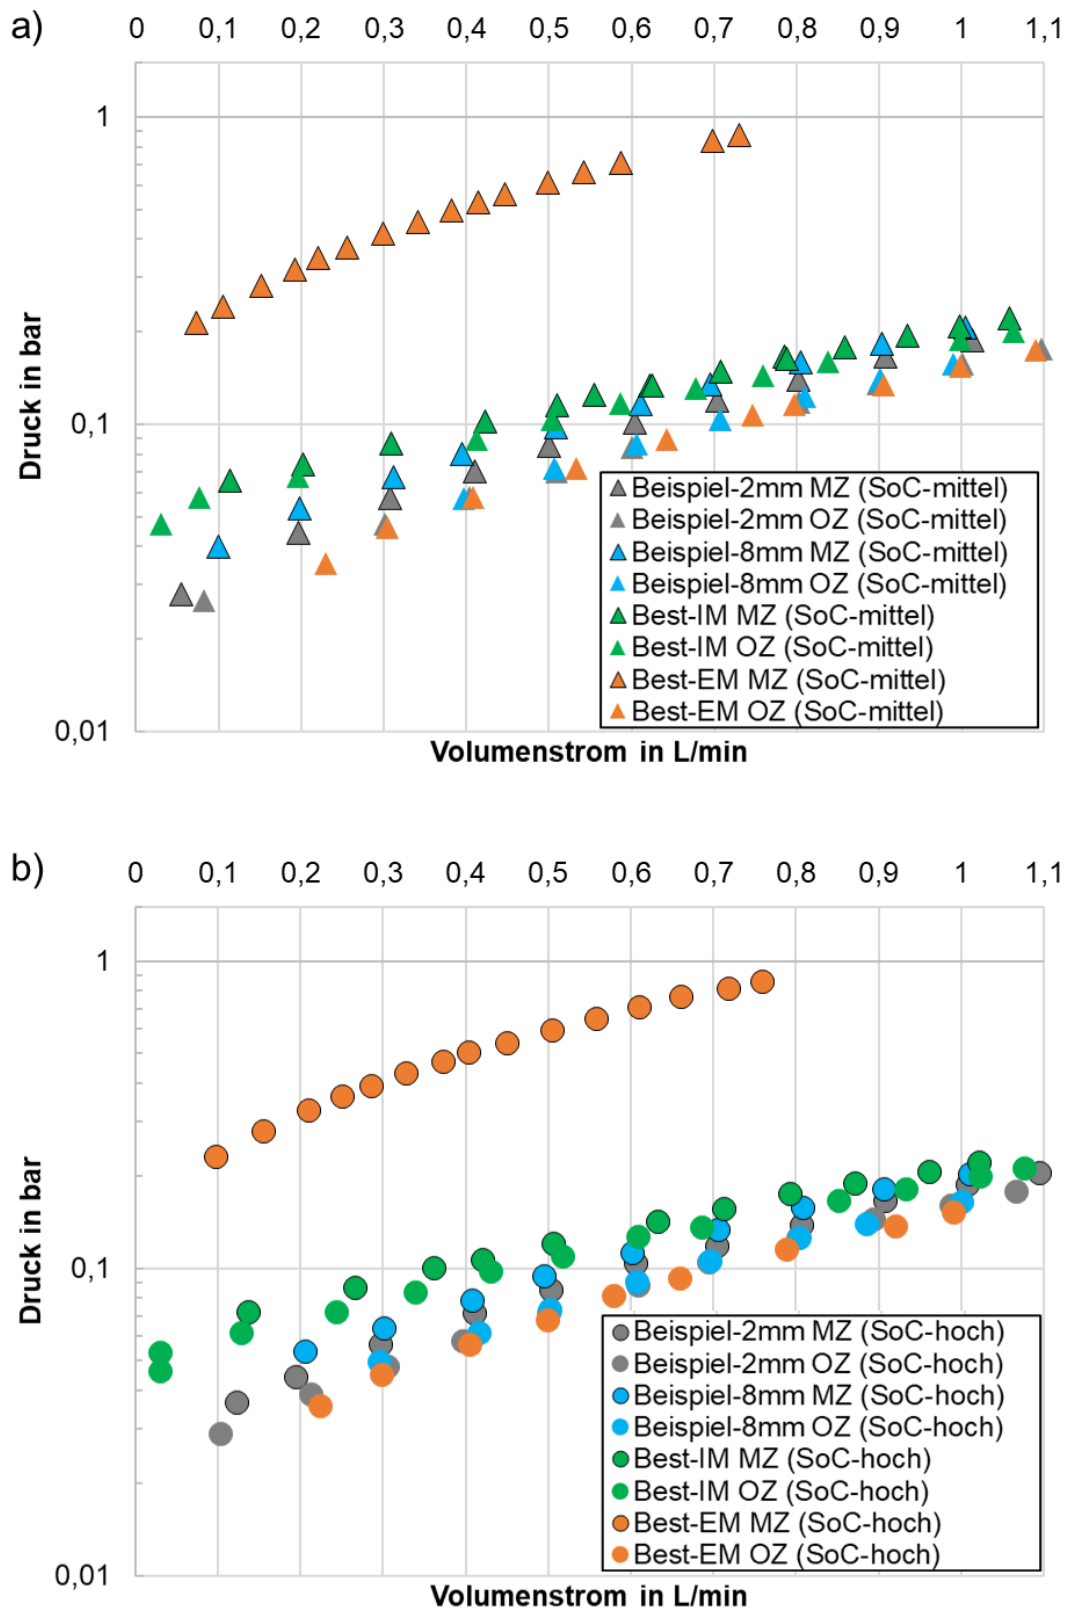 a)
0 0,1 0,2 0,3 0,4 0,5 0,6 0,7 0,8 0,9 1 1,1
1
0,1
0,01
Druck in bar
Beispiel-2mm MZ (SoC-mittel)
Beispiel-2mm OZ (SoC-mittel)
Beispiel-8mm MZ (SoC-mittel)
Beispiel-8mm OZ (SoC-mittel)
Best-IM MZ (SoC-mittel)
Best-IM OZ (SoC-mittel)
Best-EM MZ (SoC-mittel)
Best-EM OZ (SoC-mittel)
Volumenstrom in L/min
b)
0 0,1 0,2 0,3 0,4 0,5 0,6 0,7 0,8 0,9 1 1,1
1
0,1
0,01
Druck in bar
Beispiel-2mm MZ (SoC-hoch)
Beispiel-2mm OZ (SoC-hoch)
Beispiel-8mm MZ (SoC-hoch)
Beispiel-8mm OZ (SoC-hoch)
Best-IM MZ (SoC-hoch)
Best-IM OZ (SoC-hoch)
Best-EM MZ (SoC-hoch)
Best-EM OZ (SoC-hoch)
Volumenstrom in L/min